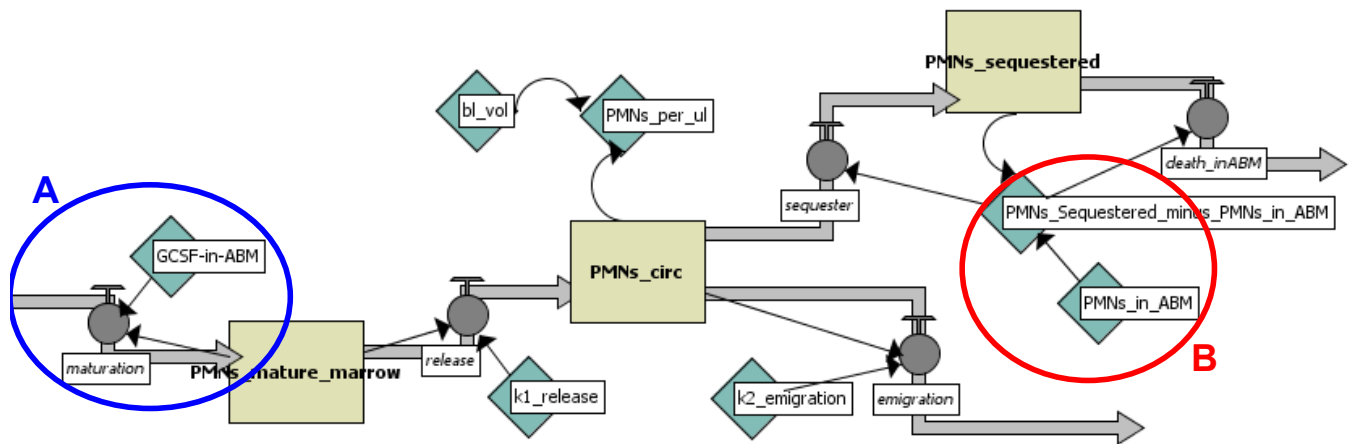 PMNs_sequestered
bl_vol
PMNs_per_ul
death_inABM
A
sequester
PMNs_Sequestered_minus_PMNs_in_ABM
GCSF-in-ABM
PMNs_circ
PMNs_in_ABM
maturation
PMNs_mature_marrow
release
B
k1_release
k2_emigration
emigration